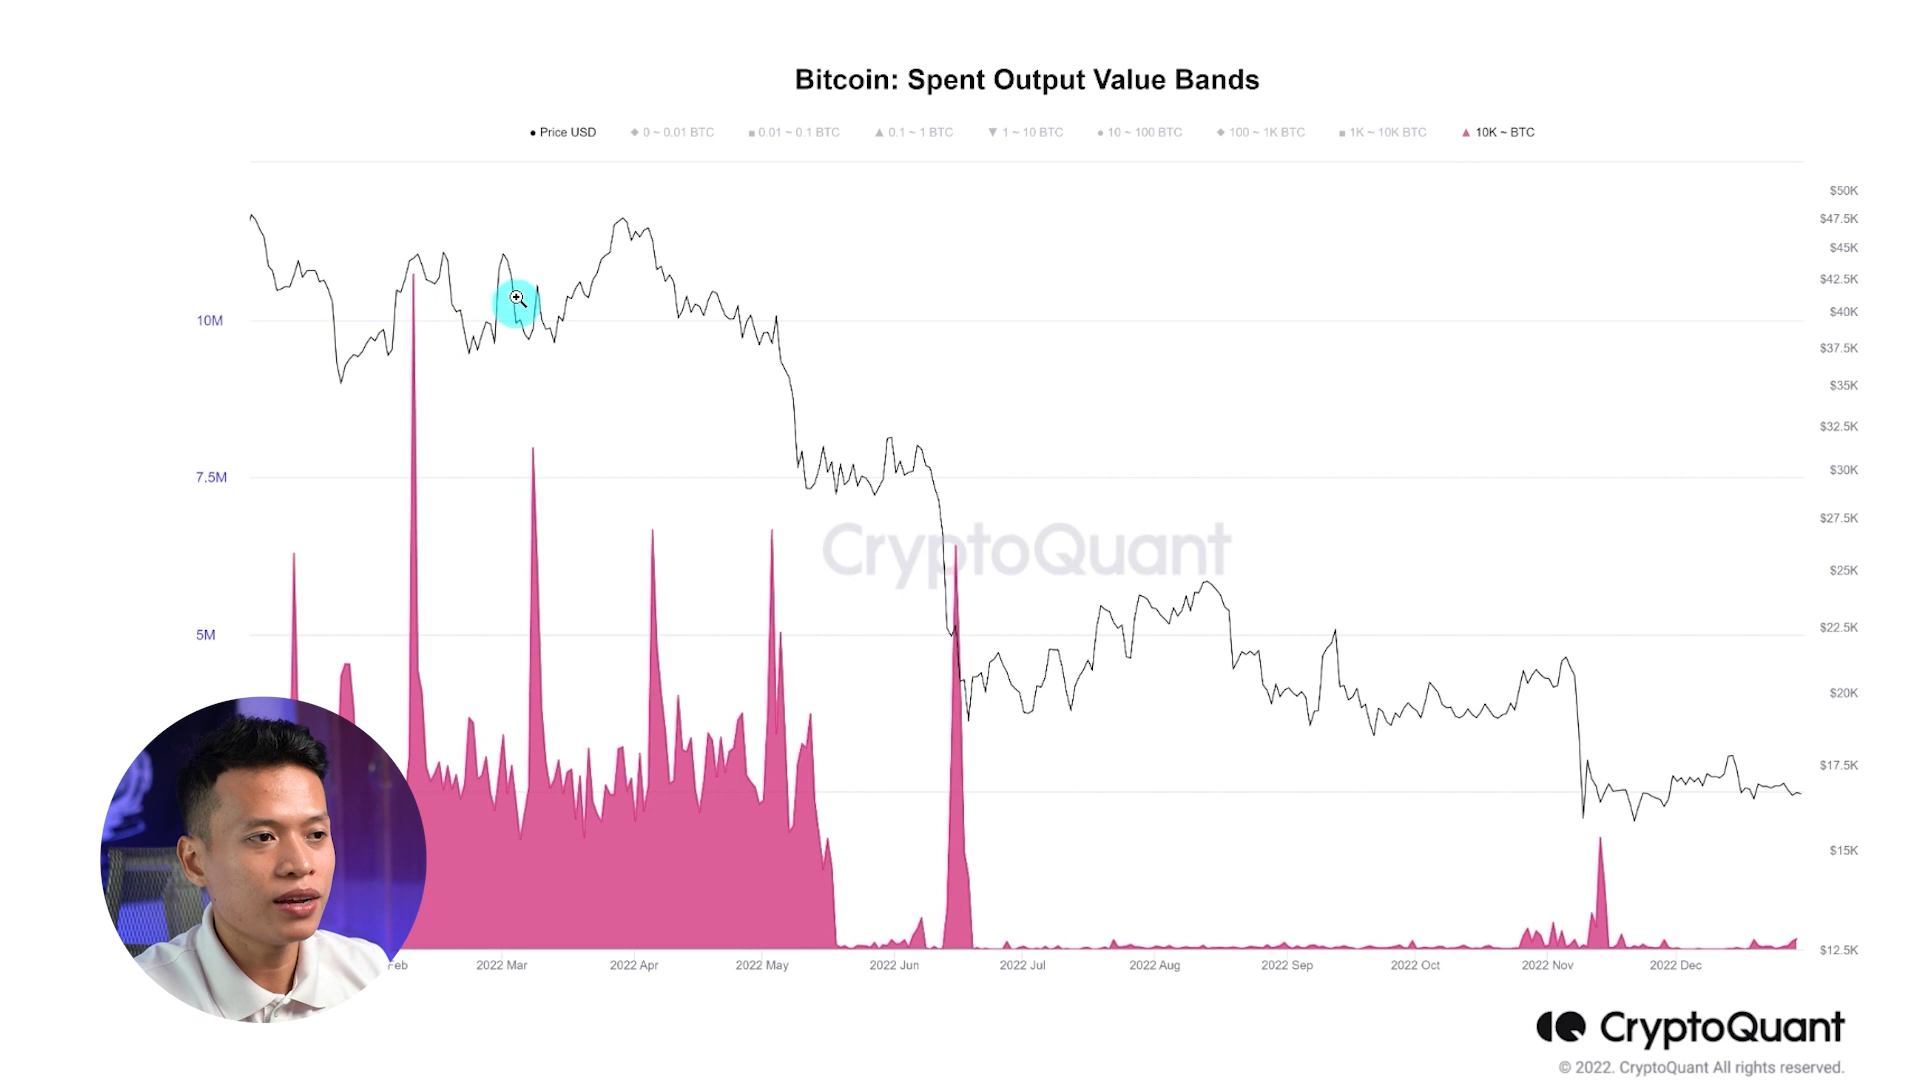 Bitcoin: Spent Output Value Bands
Price USD 0 ~ 0.01 BTC 0.01 ~ 0.1 BTC 0.1 ~ 1 BTC 1 ~ 10 BTC 10 ~ 100 BTC 100 ~ 1K BTC 1K ~ 10K BTC 10K ~ BTC
$50K
$47.5K
$45K
$42.5K
10M
$40K
$37.5K
$35K
$32.5K
7.5M
$30K
$27.5K
CryptoQuant
$25K
5M
$22.5K
$20K
$17.5K
$15K
$12.5K
Feb 2022 Mar 2022 Apr 2022 May 2022 Jun 2022 Jul 2022 Aug 2022 Sep 2022 Oct 2022 Nov 2022 Dec
CryptoQuant
© 2022. CryptoQuant All rights reserved.